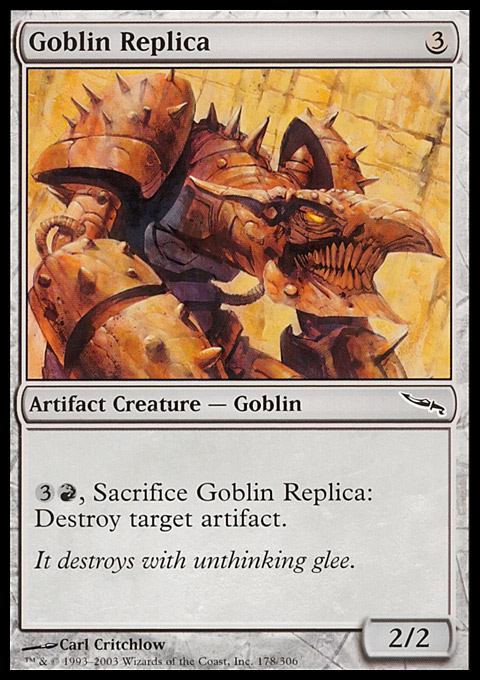 Goblin Replica 3
Artifact Creature — Goblin
3, Sacrifice Goblin Replica:
Destroy target artifact.
It destroys with unthinking glee.
2/2
Carl Critchlow
™ & © 1993–2003 Wizards of the Coast, Inc. 178/306